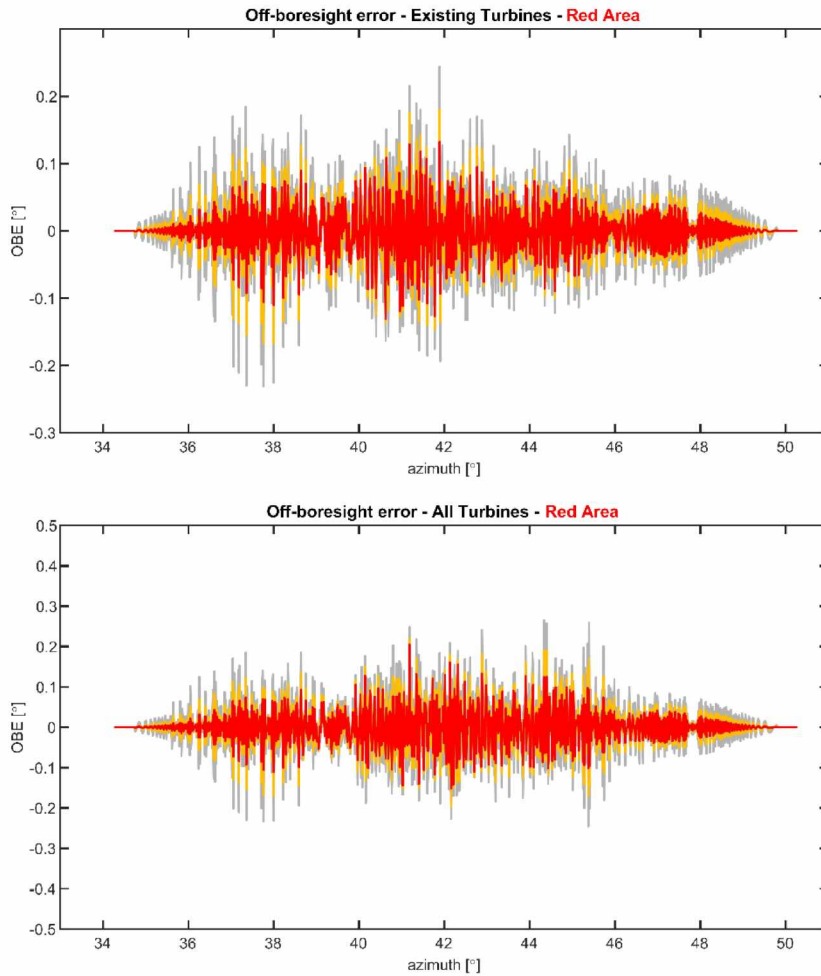 Off-boresight error - Existing Turbines - Red Area
0.2
0.1
0
-0.1
-0.2
-0.3
OBE [°]
34 36 38 40 42 44 46 48 50
azimuth [°]
Off-boresight error - All Turbines - Red Area
0.5
0.4
0.3
0.2
0.1
0
-0.1
-0.2
-0.3
-0.4
-0.5
OBE [°]
34 36 38 40 42 44 46 48 50
azimuth [°]